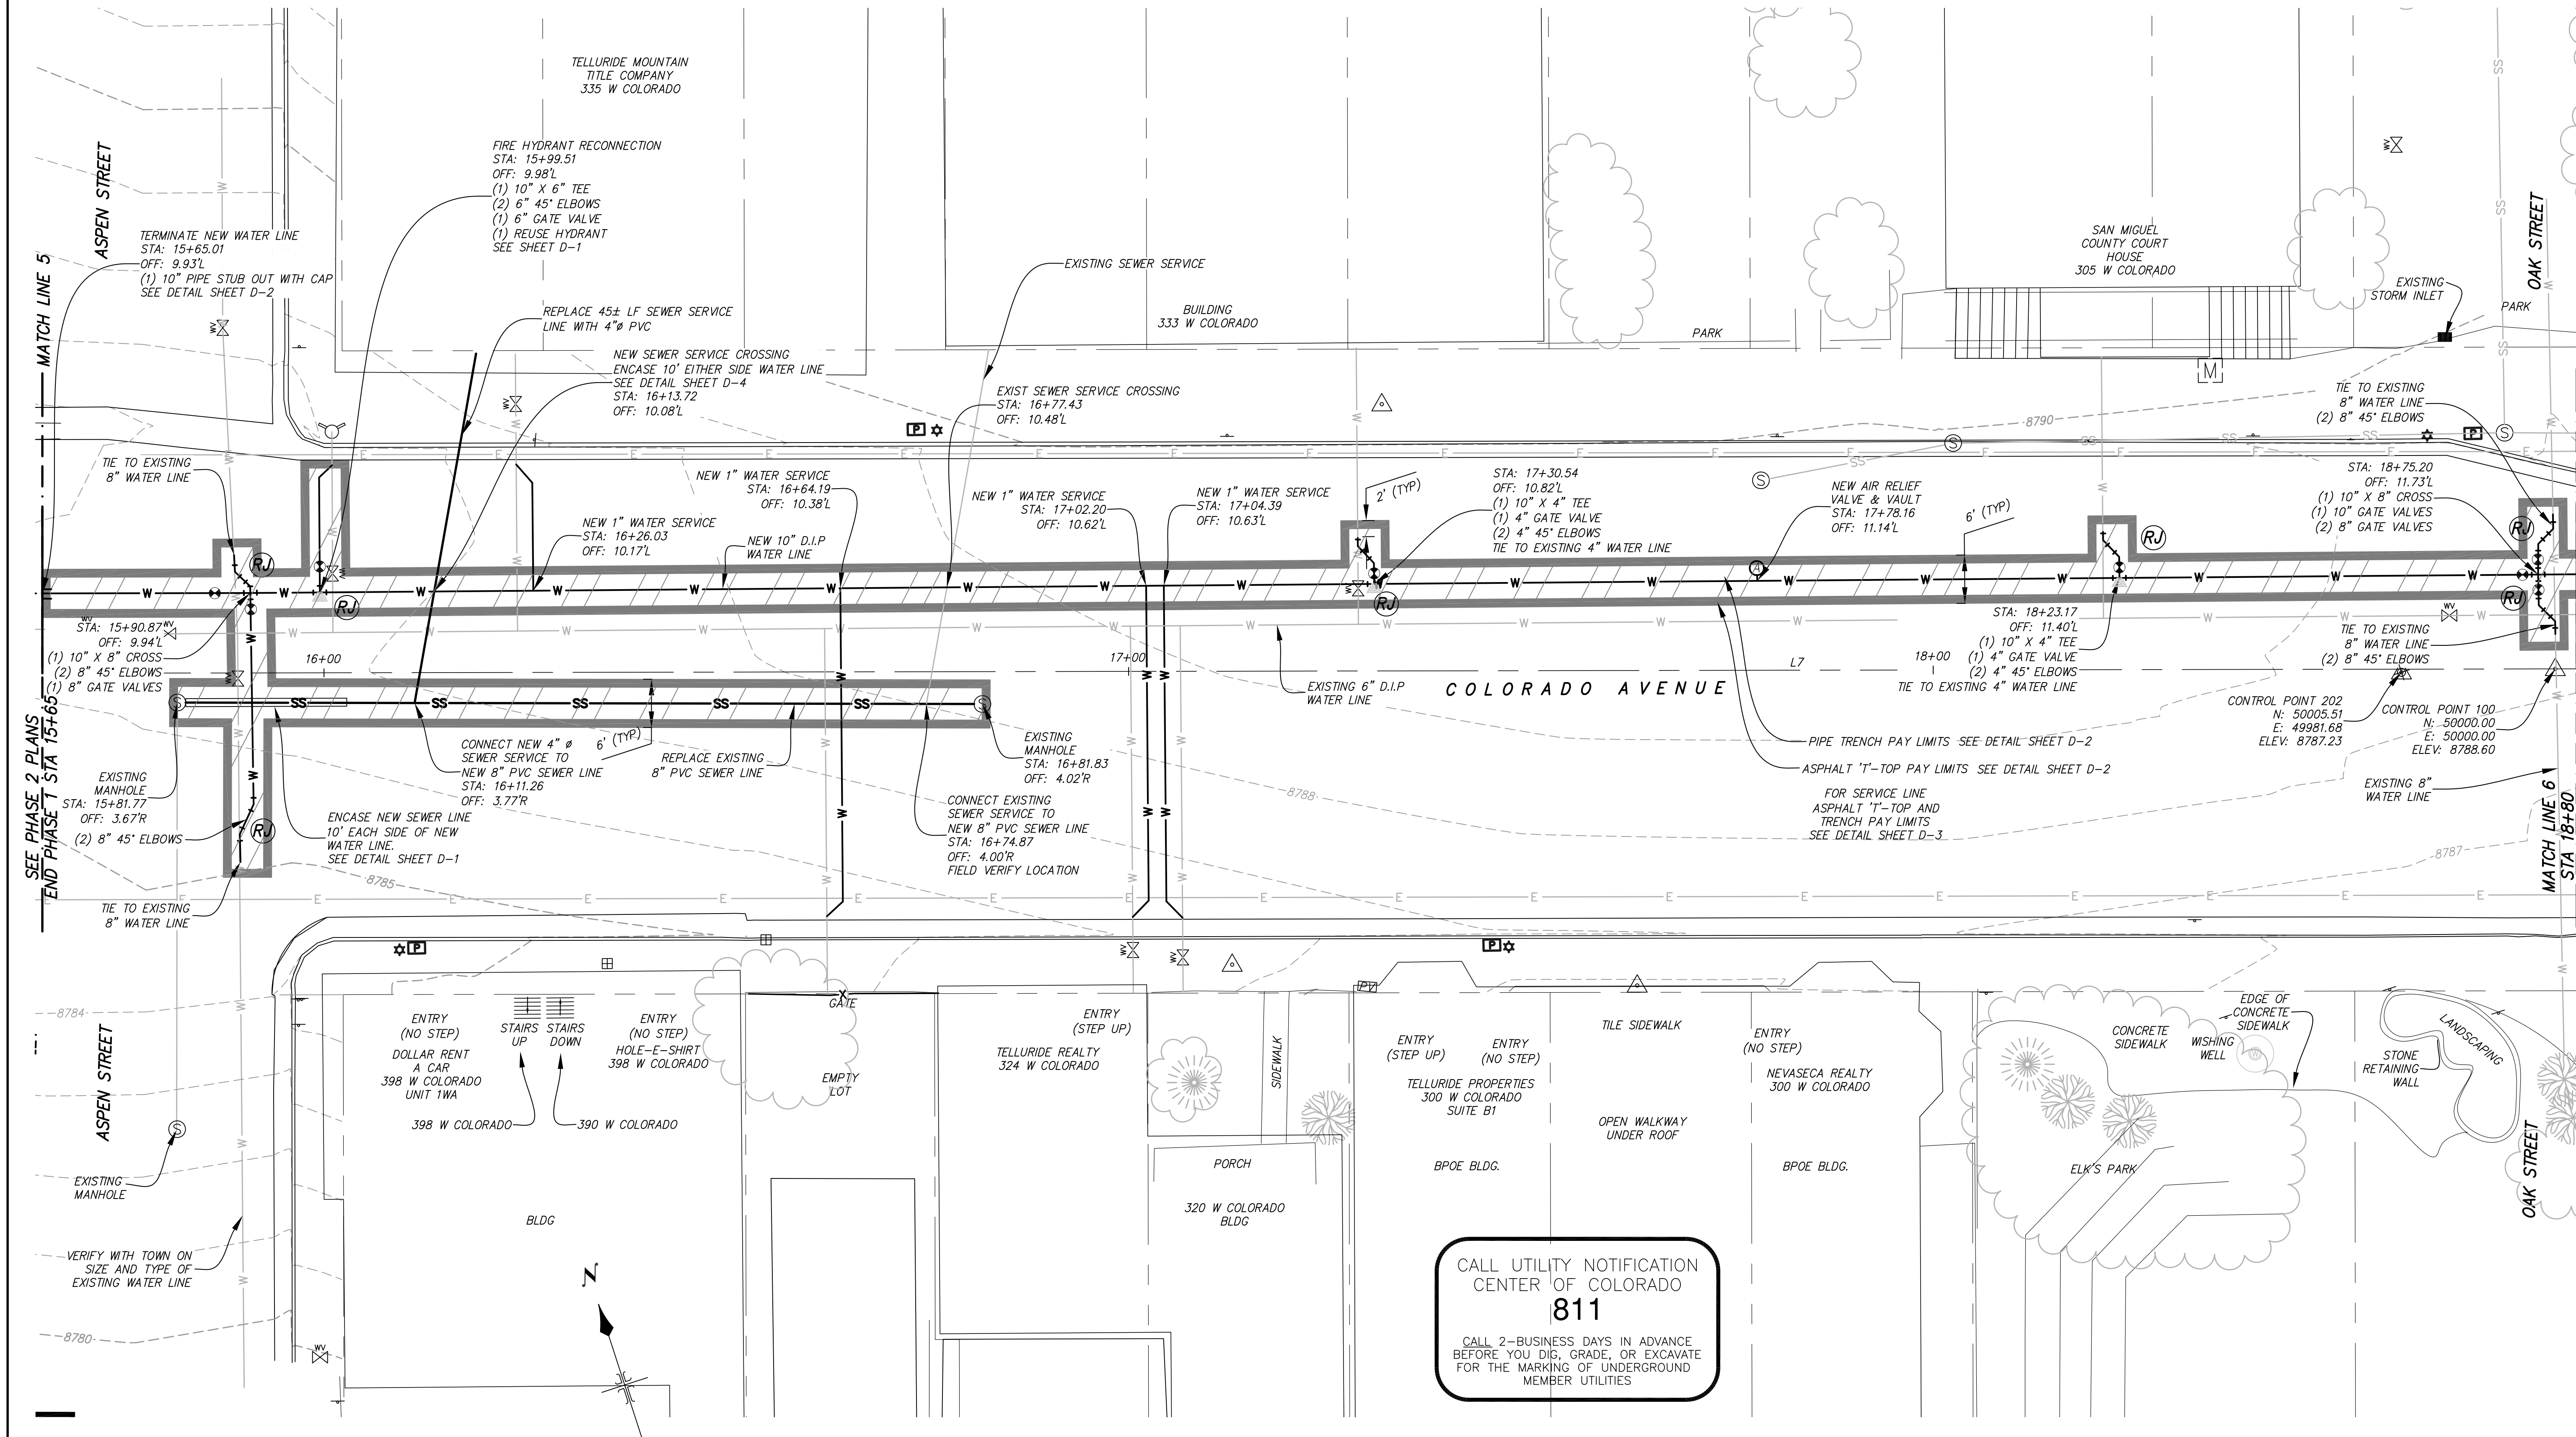 TELLURIDE MOUNTAIN
TITLE COMPANY
335 W COLORADO
ASPEN STREET
MATCH LINE 5
FIRE HYDRANT RECONNECTION
STA: 15+99.51
OFF: 9.98'L
(1) 10" X 6" TEE
(2) 6" 45° ELBOWS
(1) 6" GATE VALVE
(1) REUSE HYDRANT
SEE SHEET D-1
TERMINATE NEW WATER LINE
STA: 15+65.01
OFF: 9.93'L
(1) 10" PIPE STUB OUT WITH CAP
SEE DETAIL SHEET D-2
EXISTING SEWER SERVICE
REPLACE 45± LF SEWER SERVICE
LINE WITH 4"ø PVC
BUILDING
333 W COLORADO
NEW SEWER SERVICE CROSSING
ENCASE 10' EITHER SIDE WATER LINE
SEE DETAIL SHEET D-4
STA: 16+13.72
OFF: 10.08'L
EXIST SEWER SERVICE CROSSING
STA: 16+77.43
OFF: 10.48'L
PARK
SAN MIGUEL
COUNTY COURT
HOUSE
305 W COLORADO
OAK STREET
EXISTING
STORM INLET
PARK
M
8790
TIE TO EXISTING
8" WATER LINE
(2) 8" 45° ELBOWS
TIE TO EXISTING
8" WATER LINE
NEW 1" WATER SERVICE
STA: 16+26.03
OFF: 10.17'L
NEW 1" WATER SERVICE
STA: 16+64.19
OFF: 10.38'L
NEW 10" D.I.P
WATER LINE
NEW 1" WATER SERVICE
STA: 17+02.20
OFF: 10.62'L
NEW 1" WATER SERVICE
STA: 17+04.39
OFF: 10.63'L
2' (TYP)
STA: 17+30.54
OFF: 10.82'L
(1) 10" X 4" TEE
(1) 4" GATE VALVE
(2) 4" 45° ELBOWS
TIE TO EXISTING 4" WATER LINE
NEW AIR RELIEF
VALVE & VAULT
STA: 17+78.16
OFF: 11.14'L
6' (TYP)
STA: 18+75.20
OFF: 11.73'L
(1) 10" X 8" CROSS
(1) 10" GATE VALVES
(2) 8" GATE VALVES
RJ
RJ
RJ
RJ
RJ
RJ
RJ
STA: 15+90.87
OFF: 9.94'L
(1) 10" X 8" CROSS
(2) 8" 45° ELBOWS
(1) 8" GATE VALVES
16+00
17+00
L7
18+00
STA: 18+23.17
OFF: 11.40'L
(1) 10" X 4" TEE
(1) 4" GATE VALVE
(2) 4" 45° ELBOWS
TIE TO EXISTING 4" WATER LINE
TIE TO EXISTING
8" WATER LINE
(2) 8" 45° ELBOWS
EXISTING 6" D.I.P
WATER LINE
COLORADO AVENUE
CONTROL POINT 202
N: 50005.51
E: 49981.68
ELEV: 8787.23
CONTROL POINT 100
N: 50000.00
E: 50000.00
ELEV: 8788.60
SEE PHASE 2 PLANS
END PHASE 1 STA 15+65
EXISTING
MANHOLE
STA: 15+81.77
OFF: 3.67'R
(2) 8" 45° ELBOWS
CONNECT NEW 4" ø
SEWER SERVICE TO
NEW 8" PVC SEWER LINE
STA: 16+11.26
OFF: 3.77'R
6' (TYP)
REPLACE EXISTING
8" PVC SEWER LINE
EXISTING
MANHOLE
STA: 16+81.83
OFF: 4.02'R
PIPE TRENCH PAY LIMITS SEE DETAIL SHEET D-2
ASPHALT 'T'-TOP PAY LIMITS SEE DETAIL SHEET D-2
FOR SERVICE LINE
ASPHALT 'T'-TOP AND
TRENCH PAY LIMITS
SEE DETAIL SHEET D-3
8788
EXISTING 8"
WATER LINE
ENCASE NEW SEWER LINE
10' EACH SIDE OF NEW
WATER LINE.
SEE DETAIL SHEET D-1
CONNECT EXISTING
SEWER SERVICE TO
NEW 8" PVC SEWER LINE
STA: 16+74.87
OFF: 4.00'R
FIELD VERIFY LOCATION
RJ
8785
8787
MATCH LINE 6
STA 18+80
TIE TO EXISTING
8" WATER LINE
8784
ASPEN STREET
ENTRY
(NO STEP)
DOLLAR RENT
A CAR
398 W COLORADO
UNIT 1WA
STAIRS
UP
STAIRS
DOWN
ENTRY
(NO STEP)
HOLE-E-SHIRT
398 W COLORADO
398 W COLORADO
390 W COLORADO
GATE
EMPTY
LOT
ENTRY
(STEP UP)
TELLURIDE REALTY
324 W COLORADO
SIDEWALK
ENTRY
(STEP UP)
ENTRY
(NO STEP)
TELLURIDE PROPERTIES
300 W COLORADO
SUITE B1
TILE SIDEWALK
ENTRY
(NO STEP)
NEVASECA REALTY
300 W COLORADO
OPEN WALKWAY
UNDER ROOF
BPOE BLDG.
BPOE BLDG.
PORCH
320 W COLORADO
BLDG
CONCRETE
SIDEWALK
WISHING
WELL
EDGE OF
CONCRETE
SIDEWALK
ELK'S PARK
STONE
RETAINING
WALL
LANDSCAPING
OAK STREET
EXISTING
MANHOLE
BLDG
VERIFY WITH TOWN ON
SIZE AND TYPE OF
EXISTING WATER LINE
8780
WV
N
CALL UTILITY NOTIFICATION
CENTER OF COLORADO
811
CALL 2-BUSINESS DAYS IN ADVANCE
BEFORE YOU DIG, GRADE, OR EXCAVATE
FOR THE MARKING OF UNDERGROUND
MEMBER UTILITIES